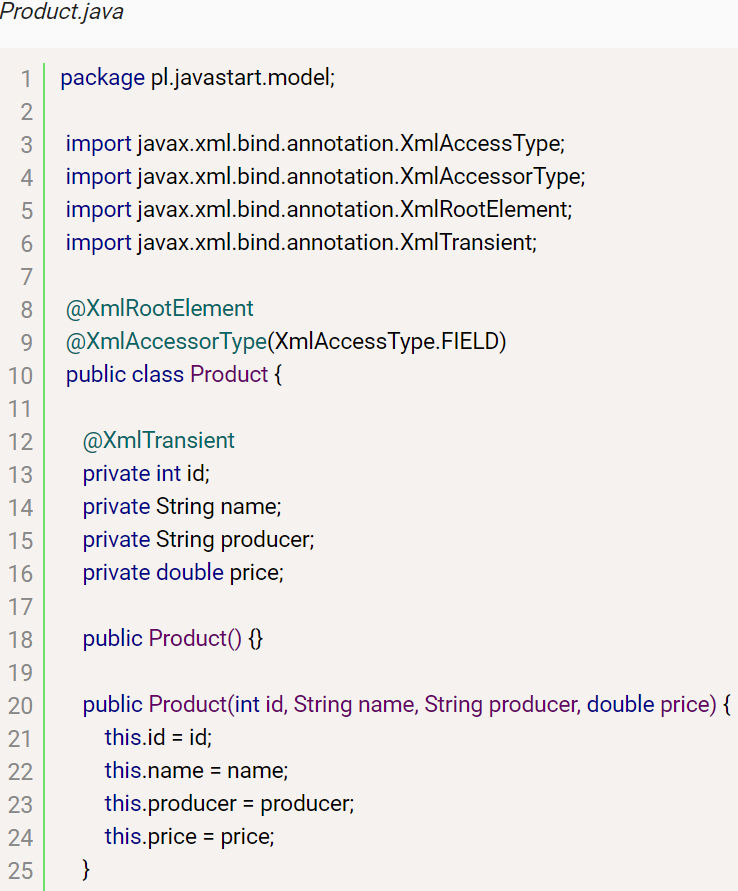 Product.java
1 package pl.javastart.model;
2
3 import javax.xml.bind.annotation.XmlAccessType;
4 import javax.xml.bind.annotation.XmlAccessorType;
5 import javax.xml.bind.annotation.XmlRootElement;
6 import javax.xml.bind.annotation.XmlTransient;
7
8 @XmlRootElement
9 @XmlAccessorType(XmlAccessType.FIELD)
10 public class Product {
11
12 @XmlTransient
13 private int id;
14 private String name;
15 private String producer;
16 private double price;
17
18 public Product() {}
19
20 public Product(int id, String name, String producer, double price) {
21 this.id = id;
22 this.name = name;
23 this.producer = producer;
24 this.price = price;
25 }